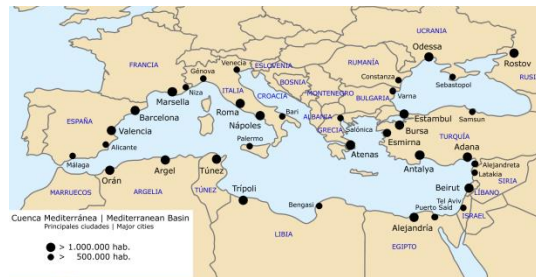 UCRANIA
Odessa
Rostov
RUSI
FRANCIA
Venecia
ESLOVENIA
RUMANÍA
Génova
BOSNIA
Constanza
Sebastopol
Niza
ITALIA
CROACIA
MONTENEGRO
BULGARIA
Varna
Marsella
Roma
Bari
ALBANIA
Estambul
Samsun
ESPAÑA
Barcelona
Nápoles
GRECIA
Salónica
Bursa
Valencia
Palermo
Esmirna
TURQUÍA
Alicante
Atenas
Adana
Málaga
Antalya
Alejandreta
Orán
Argel
Túnez
Latakia
SIRIA
MARRUECOS
ARGELIA
TÚNEZ
Trípoli
Beirut
LÍBANO
Bengasi
Tel Aviv
Puerto Said
ISRAEL
Alejandría
LIBIA
EGIPTO
Cuenca Mediterránea | Mediterranean Basin
Principales ciudades | Major cities
> 1.000.000 hab.
> 500.000 hab.